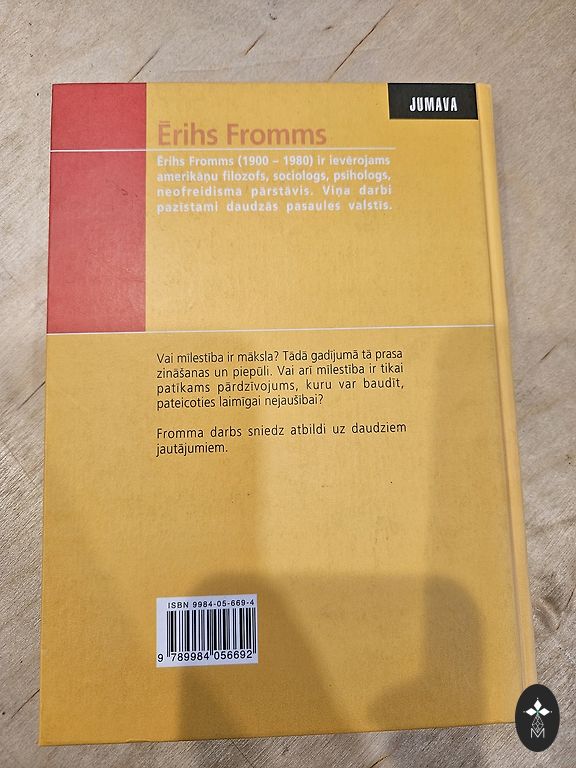 JUMAVA
Ērihs Fromms
Ērihs Fromms (1900 – 1980) ir ievērojams
amerikāņu filozofs, sociologs, psihologs,
neofreidisma pārstāvis. Viņa darbi
pazīstami daudzās pasaules valstīs.
Vai mīlestība ir māksla? Tādā gadījumā tā prasa
zināšanas un piepūli. Vai arī mīlestība ir tikai
patīkams pārdzīvojums, kuru var baudīt,
pateicoties laimīgai nejaušībai?
Fromma darbs sniedz atbildi uz daudziem
jautājumiem.
ISBN 9984-05-669-4
9 789984 056692
M